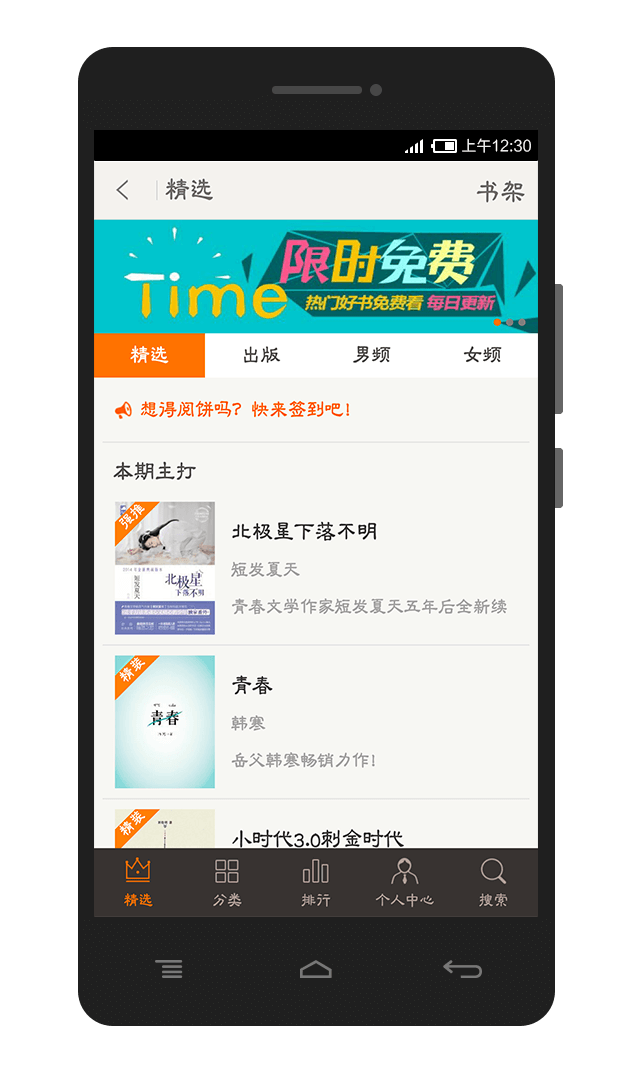 上午12:30
精选
书架
Time
限时免费
热门好书免费看 每日更新
精选 出版 男频 女频
想得阅饼吗？快来签到吧！
本期主打
强推
短发夏天
北极星
下落不明
北极星下落不明
短发夏天
青春文学作家短发夏天五年后全新续
精装
青春
青春
韩寒
岳父韩寒畅销力作！
精装
小时代3.0刺金时代
精选 分类 排行 个人中心 搜索